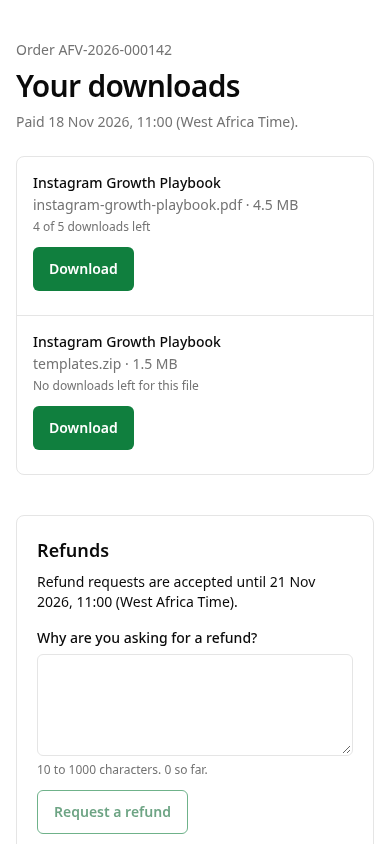 Order AFV-2026-000142
Your downloads
Paid 18 Nov 2026, 11:00 (West Africa Time).
Instagram Growth Playbook
instagram-growth-playbook.pdf · 4.5 MB
4 of 5 downloads left
Download
Instagram Growth Playbook
templates.zip · 1.5 MB
No downloads left for this file
Download
Refunds
Refund requests are accepted until 21 Nov
2026, 11:00 (West Africa Time).
Why are you asking for a refund?
10 to 1000 characters. 0 so far.
Request a refund